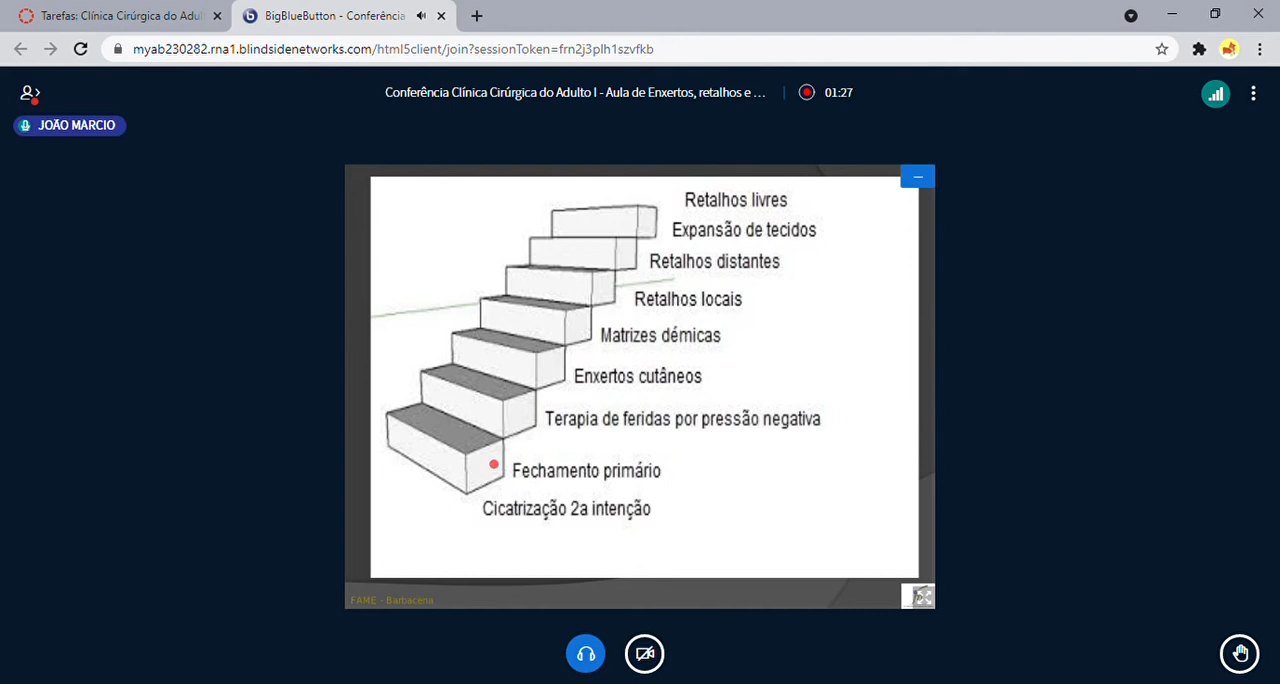 Tarefas: Clínica Cirúrgica do Adul
BigBlueButton - Conferência
myab230282.rna1.blindsidenetworks.com/html5client/join?sessionToken=frn2j3plh1szvfkb
Conferência Clínica Cirúrgica do Adulto I - Aula de Enxertos, retalhos e ...
01:27
JOÃO MARCIO
Retalhos livres
Expansão de tecidos
Retalhos distantes
Retalhos locais
Matrizes démicas
Enxertos cutâneos
Terapia de feridas por pressão negativa
Fechamento primário
Cicatrização 2a intenção
FAME - Barbacena